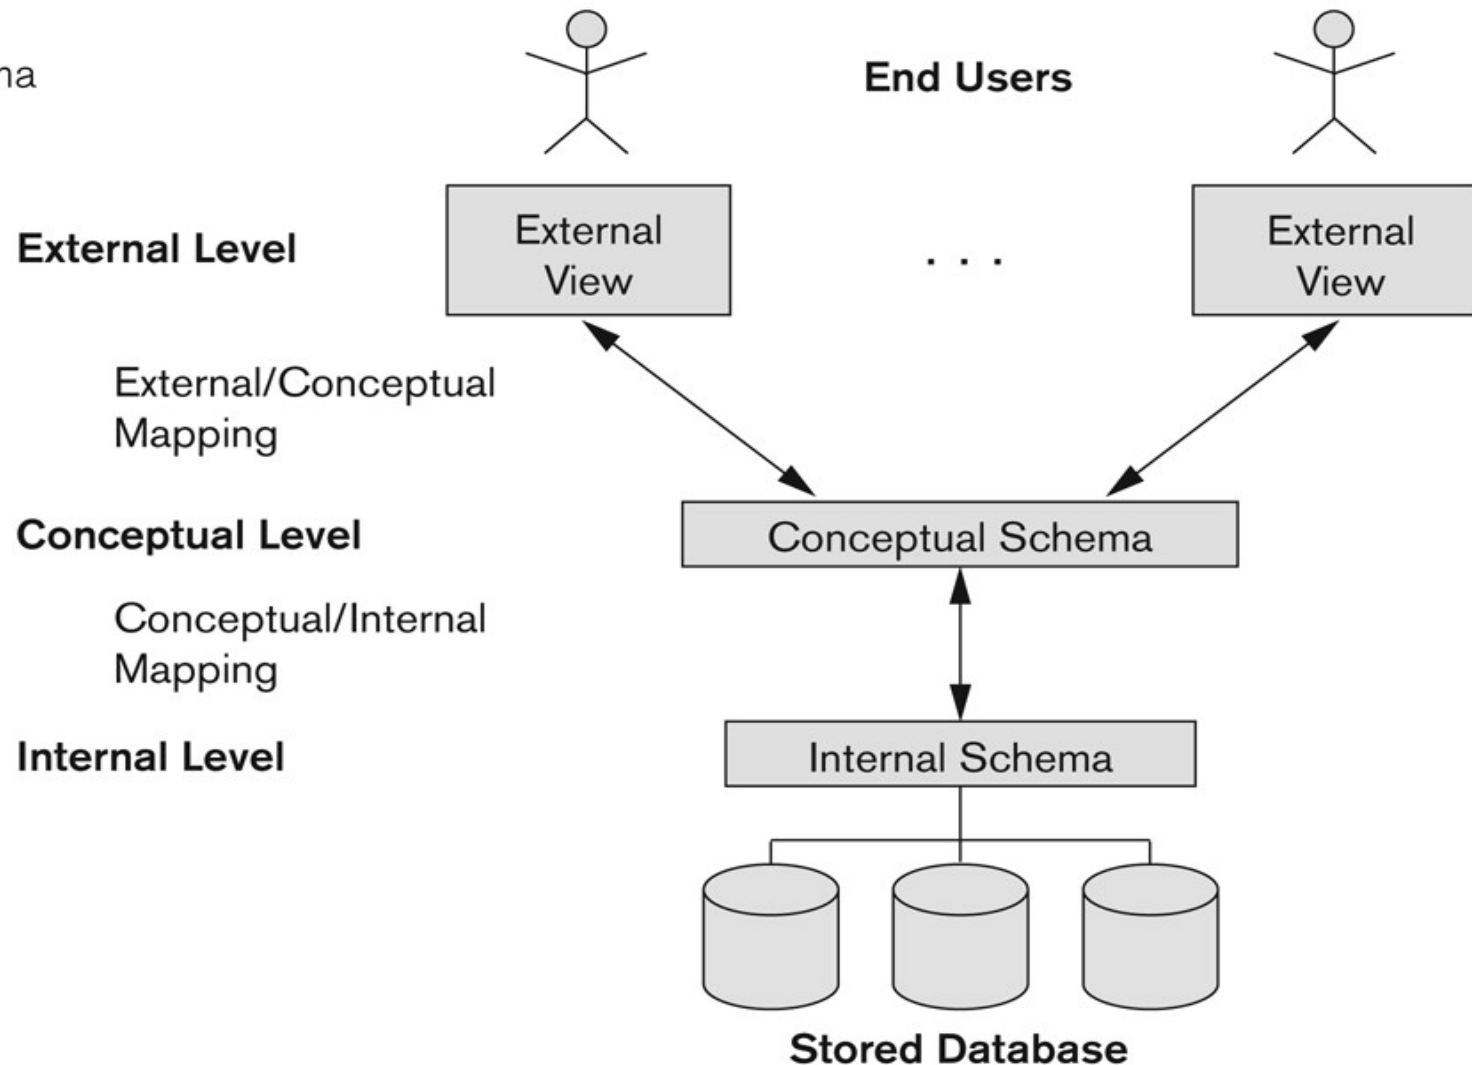 End Users
External Level
External
View
. . .
External
View
External/Conceptual
Mapping
Conceptual Level
Conceptual Schema
Conceptual/Internal
Mapping
Internal Level
Internal Schema
Stored Database